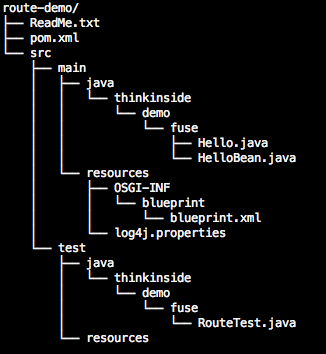 route-demo/
├── ReadMe.txt
├── pom.xml
└── src
    ├── main
    │   ├── java
    │   │   └── thinkinside
    │   │       └── demo
    │   │           └── fuse
    │   │               ├── Hello.java
    │   │               └── HelloBean.java
    │   └── resources
    │       ├── OSGI-INF
    │       │   └── blueprint
    │       │       └── blueprint.xml
    │       └── log4j.properties
    └── test
        ├── java
        │   └── thinkinside
        │       └── demo
        │           └── fuse
        │               └── RouteTest.java
        └── resources